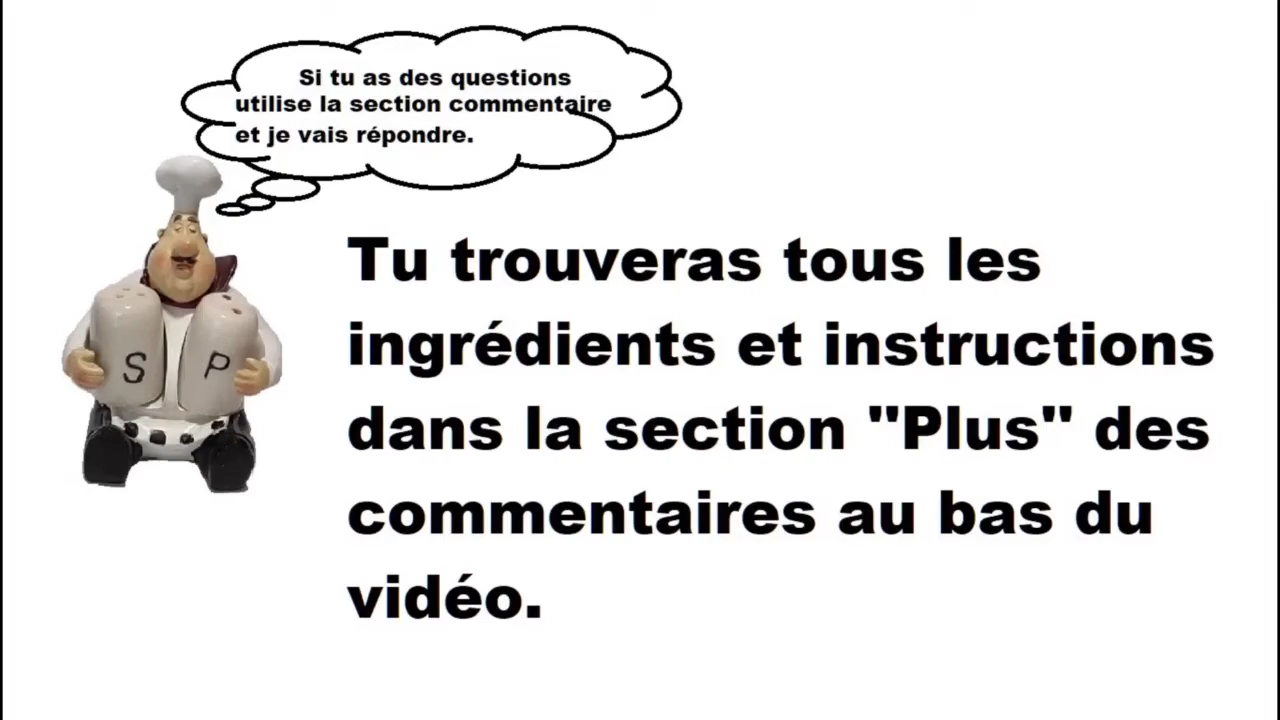 Si tu as des questions
utilise la section commentaire
et je vais répondre.
S P
Tu trouveras tous les
ingrédients et instructions
dans la section "Plus" des
commentaires au bas du
vidéo.